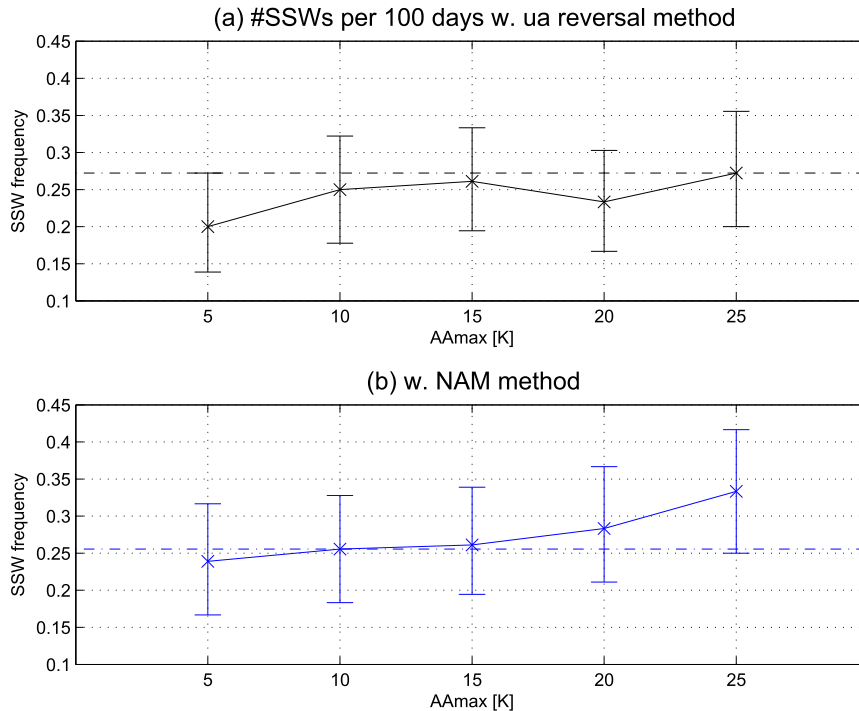 (a) #SSWs per 100 days w. ua reversal method
0.45
0.4
0.35
0.3
0.25
0.2
0.15
0.1
SSW frequency
5 10 15 20 25
AAmax [K]
(b) w. NAM method
0.45
0.4
0.35
0.3
0.25
0.2
0.15
0.1
SSW frequency
5 10 15 20 25
AAmax [K]